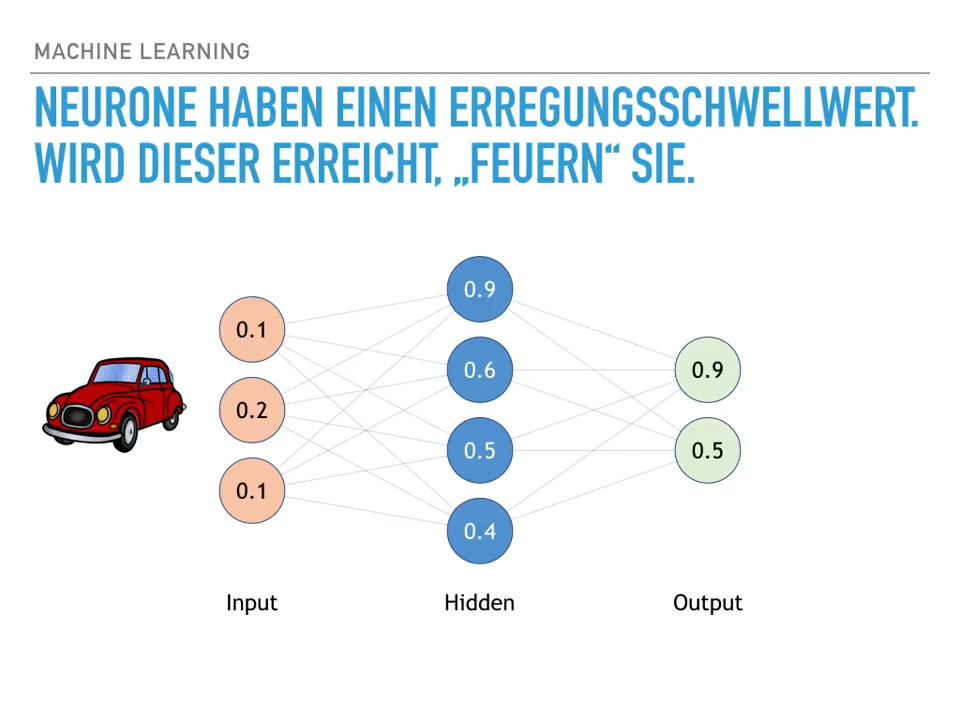 MACHINE LEARNING
NEURONE HABEN EINEN ERREGUNGSSCHWELLWERT.
WIRD DIESER ERREICHT, „FEUERN“ SIE.
0.9
0.1
0.6
0.9
0.2
0.5
0.5
0.1
0.4
Input
Hidden
Output